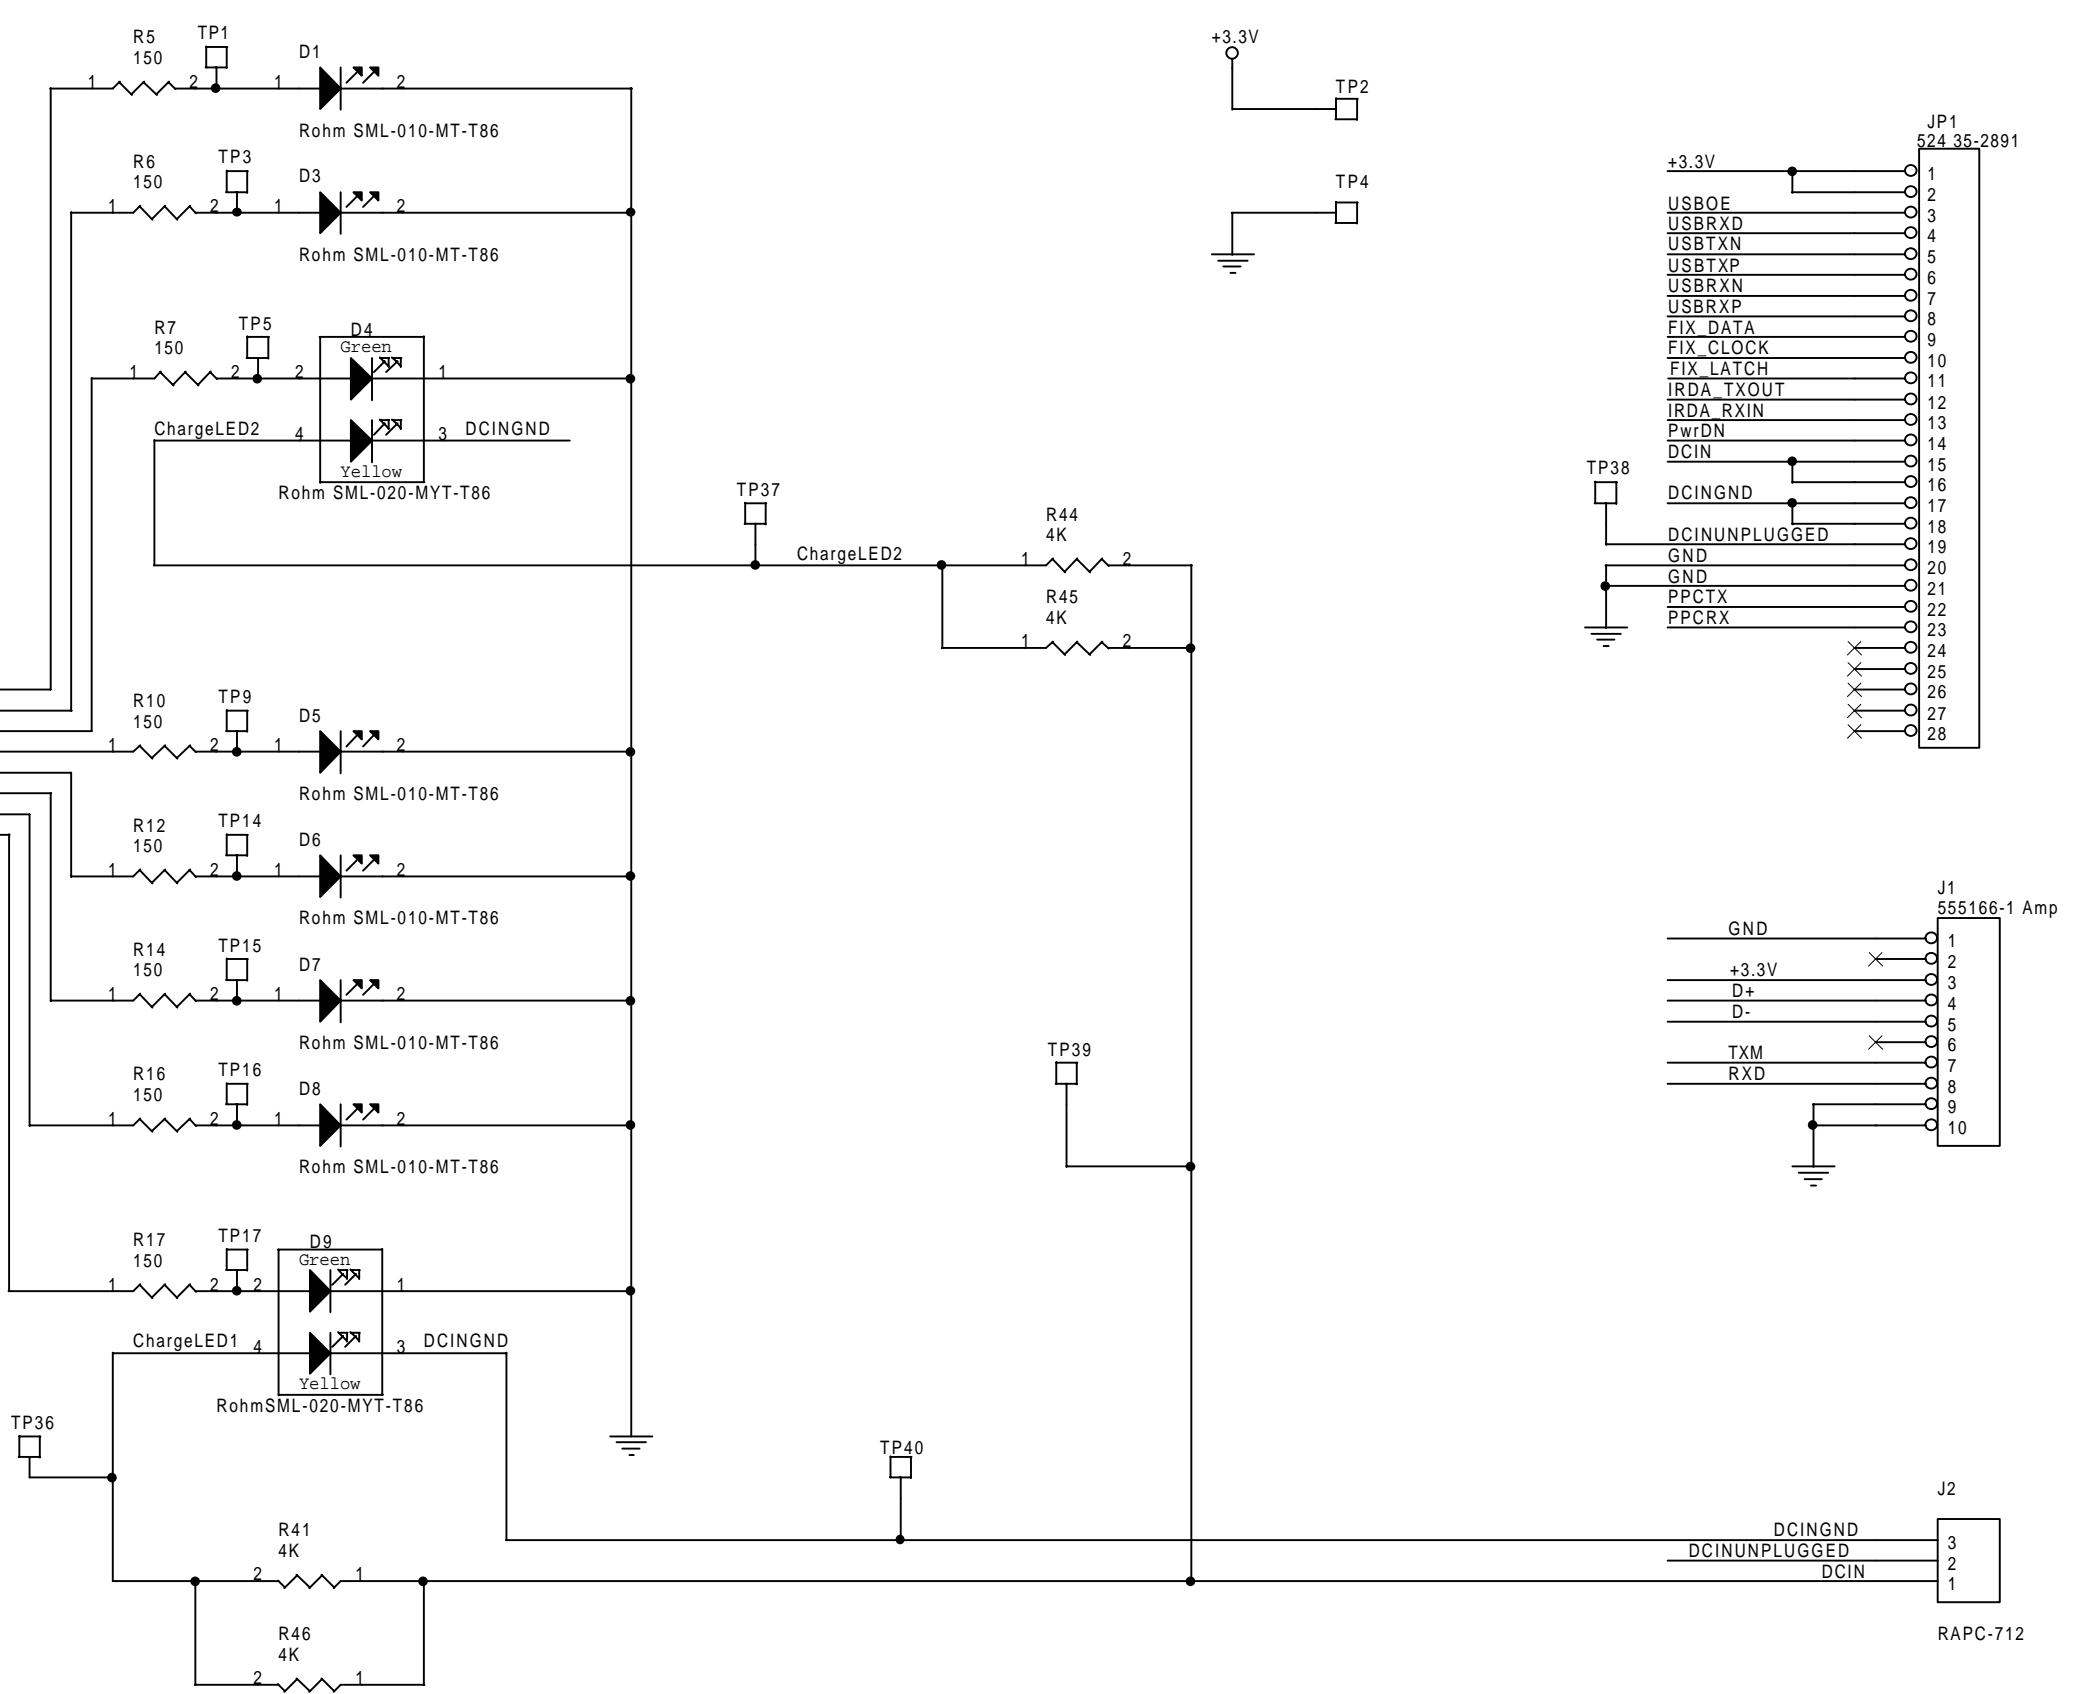 R5
150
TP1
D1
1
2
1
2
Rohm SML-010-MT-T86
R6
150
TP3
D3
1
2
1
2
Rohm SML-010-MT-T86
R7
150
TP5
D4
Green
1
2
2
1
ChargeLED2
4
3
DCINGND
Yellow
Rohm SML-020-MYT-T86
TP37
ChargeLED2
R44
4K
1
2
R45
4K
1
2
R10
150
TP9
D5
1
2
1
2
Rohm SML-010-MT-T86
R12
150
TP14
D6
1
2
1
2
Rohm SML-010-MT-T86
R14
150
TP15
D7
1
2
1
2
Rohm SML-010-MT-T86
R16
150
TP16
D8
1
2
1
2
Rohm SML-010-MT-T86
TP39
R17
150
TP17
D9
Green
1
2
2
1
ChargeLED1
4
3
DCINGND
Yellow
RohmSML-020-MYT-T86
TP36
TP40
R41
4K
2
1
R46
4K
2
1
+3.3V
TP2
TP4
JP1
524 35-2891
+3.3V
1
2
USBOE
3
USBRXD
4
USBTXN
5
USBTXP
6
USBRXN
7
USBRXP
8
FIX_DATA
9
FIX_CLOCK
10
FIX_LATCH
11
IRDA_TXOUT
12
IRDA_RXIN
13
PwrDN
14
DCIN
15
TP38
16
DCINGND
17
18
DCINUNPLUGGED
19
GND
20
GND
21
PPCTX
22
PPCRX
23
24
25
26
27
28
J1
555166-1 Amp
GND
1
2
+3.3V
3
D+
4
D-
5
6
TXM
7
RXD
8
9
10
J2
DCINGND
3
DCINUNPLUGGED
2
DCIN
1
RAPC-712